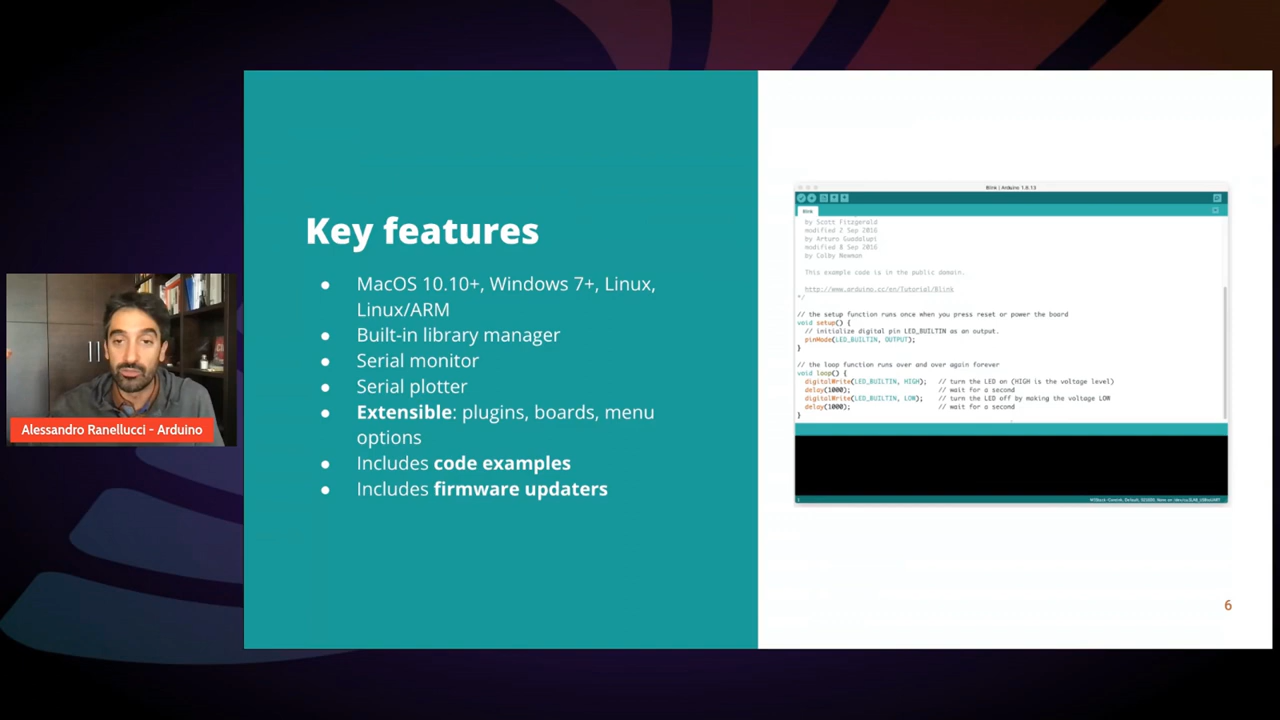 Key features
● MacOS 10.10+, Windows 7+, Linux,
Linux/ARM
● Built-in library manager
● Serial monitor
● Serial plotter
● Extensible: plugins, boards, menu
options
● Includes code examples
● Includes firmware updaters
Alessandro Ranellucci - Arduino
Blink | Arduino 1.8.13
Blink
by Scott Fitzgerald
modified 2 Sep 2016
by Arturo Guadalupi
modified 8 Sep 2016
by Colby Newman
This example code is in the public domain.
http://www.arduino.cc/en/Tutorial/Blink
*/
// the setup function runs once when you press reset or power the board
void setup() {
// initialize digital pin LED_BUILTIN as an output.
pinMode(LED_BUILTIN, OUTPUT);
}
// the loop function runs over and over again forever
void loop() {
digitalWrite(LED_BUILTIN, HIGH); // turn the LED on (HIGH is the voltage level)
delay(1000); // wait for a second
digitalWrite(LED_BUILTIN, LOW); // turn the LED off by making the voltage LOW
delay(1000); // wait for a second
}
1
6